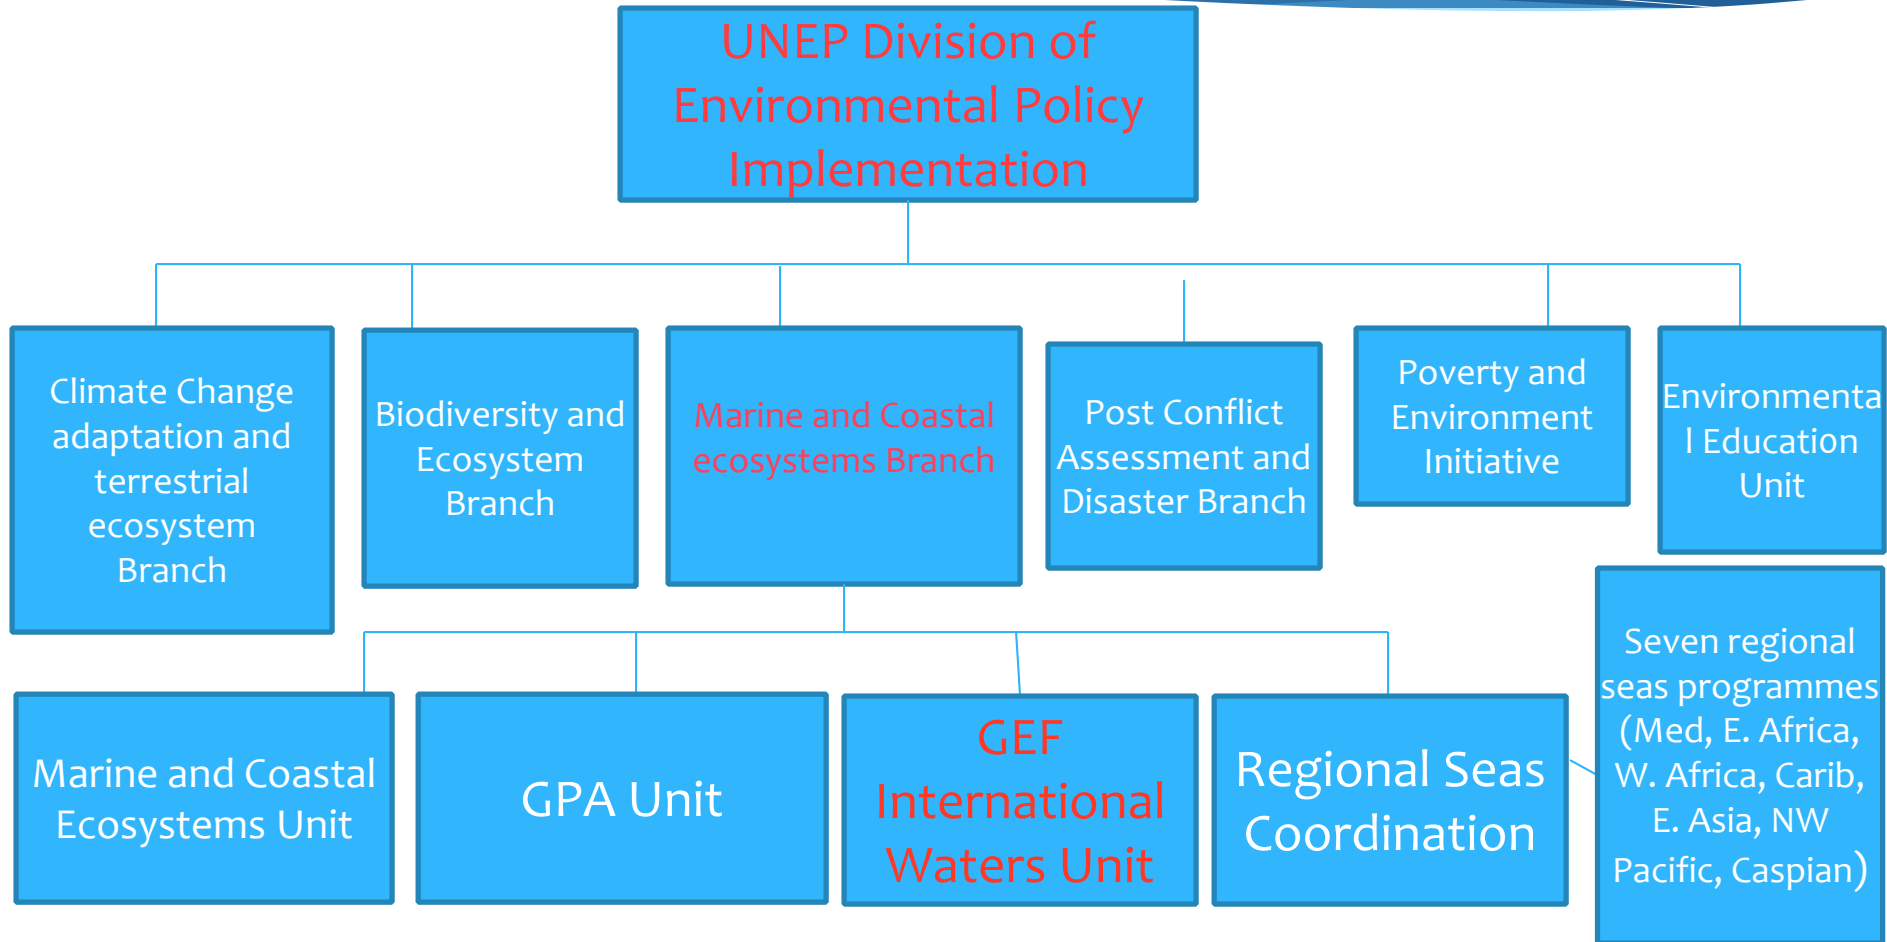 UNEP Division of
Environmental Policy
Implementation
Climate Change
adaptation and
terrestrial
ecosystem
Branch
Biodiversity and
Ecosystem
Branch
Marine and Coastal
ecosystems Branch
Post Conflict
Assessment and
Disaster Branch
Poverty and
Environment
Initiative
Environmenta
l Education
Unit
Marine and Coastal
Ecosystems Unit
GPA Unit
GEF
International
Waters Unit
Regional Seas
Coordination
Seven regional
seas programmes
(Med, E. Africa,
W. Africa, Carib,
E. Asia, NW
Pacific, Caspian)